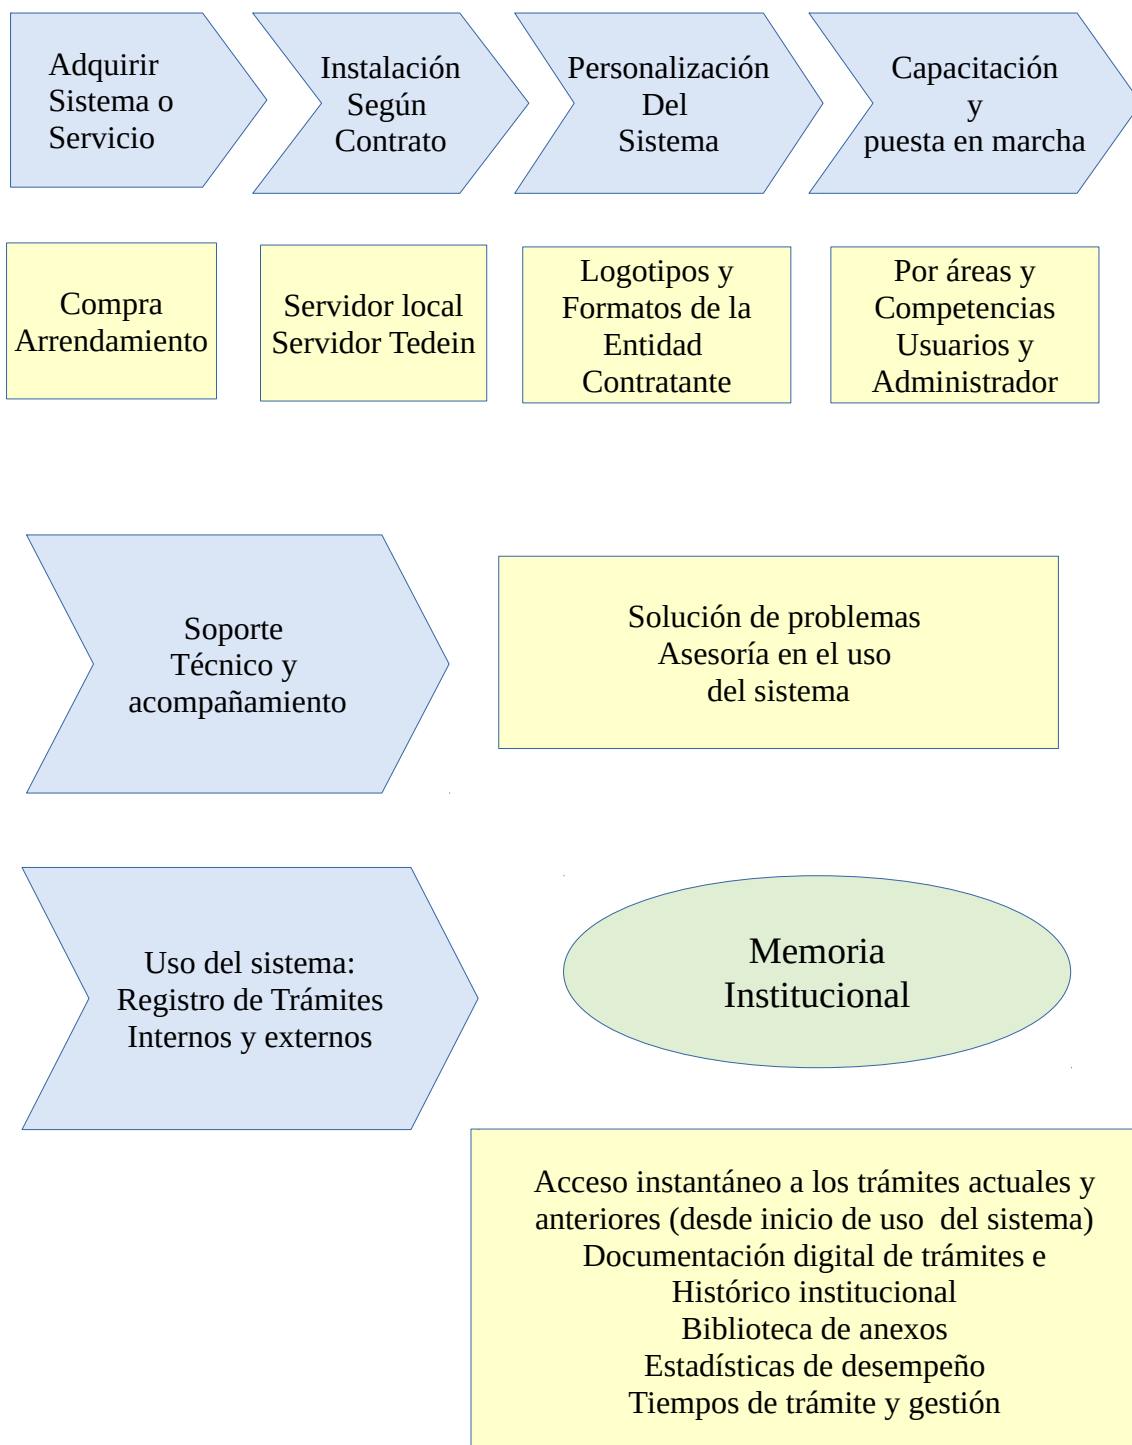 Adquirir
Sistema o
Servicio
Instalación
Según
Contrato
Personalización
Del
Sistema
Capacitación
y
puesta en marcha
Compra
Arrendamiento
Servidor local
Servidor Tedein
Logotipos y
Formatos de la
Entidad
Contratante
Por áreas y
Competencias
Usuarios y
Administrador
Soporte
Técnico y
acompañamiento
Solución de problemas
Asesoría en el uso
del sistema
Uso del sistema:
Registro de Trámites
Internos y externos
Memoria
Institucional
Acceso instantáneo a los trámites actuales y
anteriores (desde inicio de uso  del sistema)
Documentación digital de trámites e
Histórico institucional
Biblioteca de anexos
Estadísticas de desempeño
Tiempos de trámite y gestión